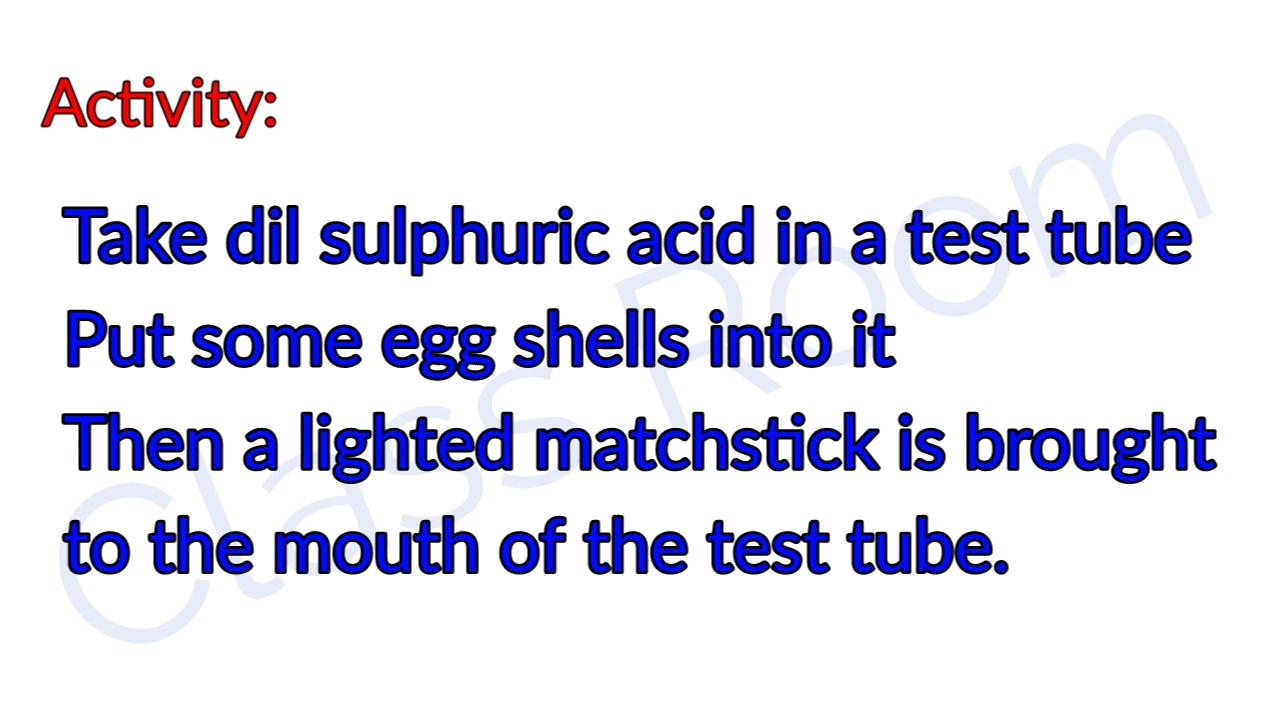 Activity:
Take dil sulphuric acid in a test tube
Put some egg shells into it
Then a lighted matchstick is brought
to the mouth of the test tube.
Class Room